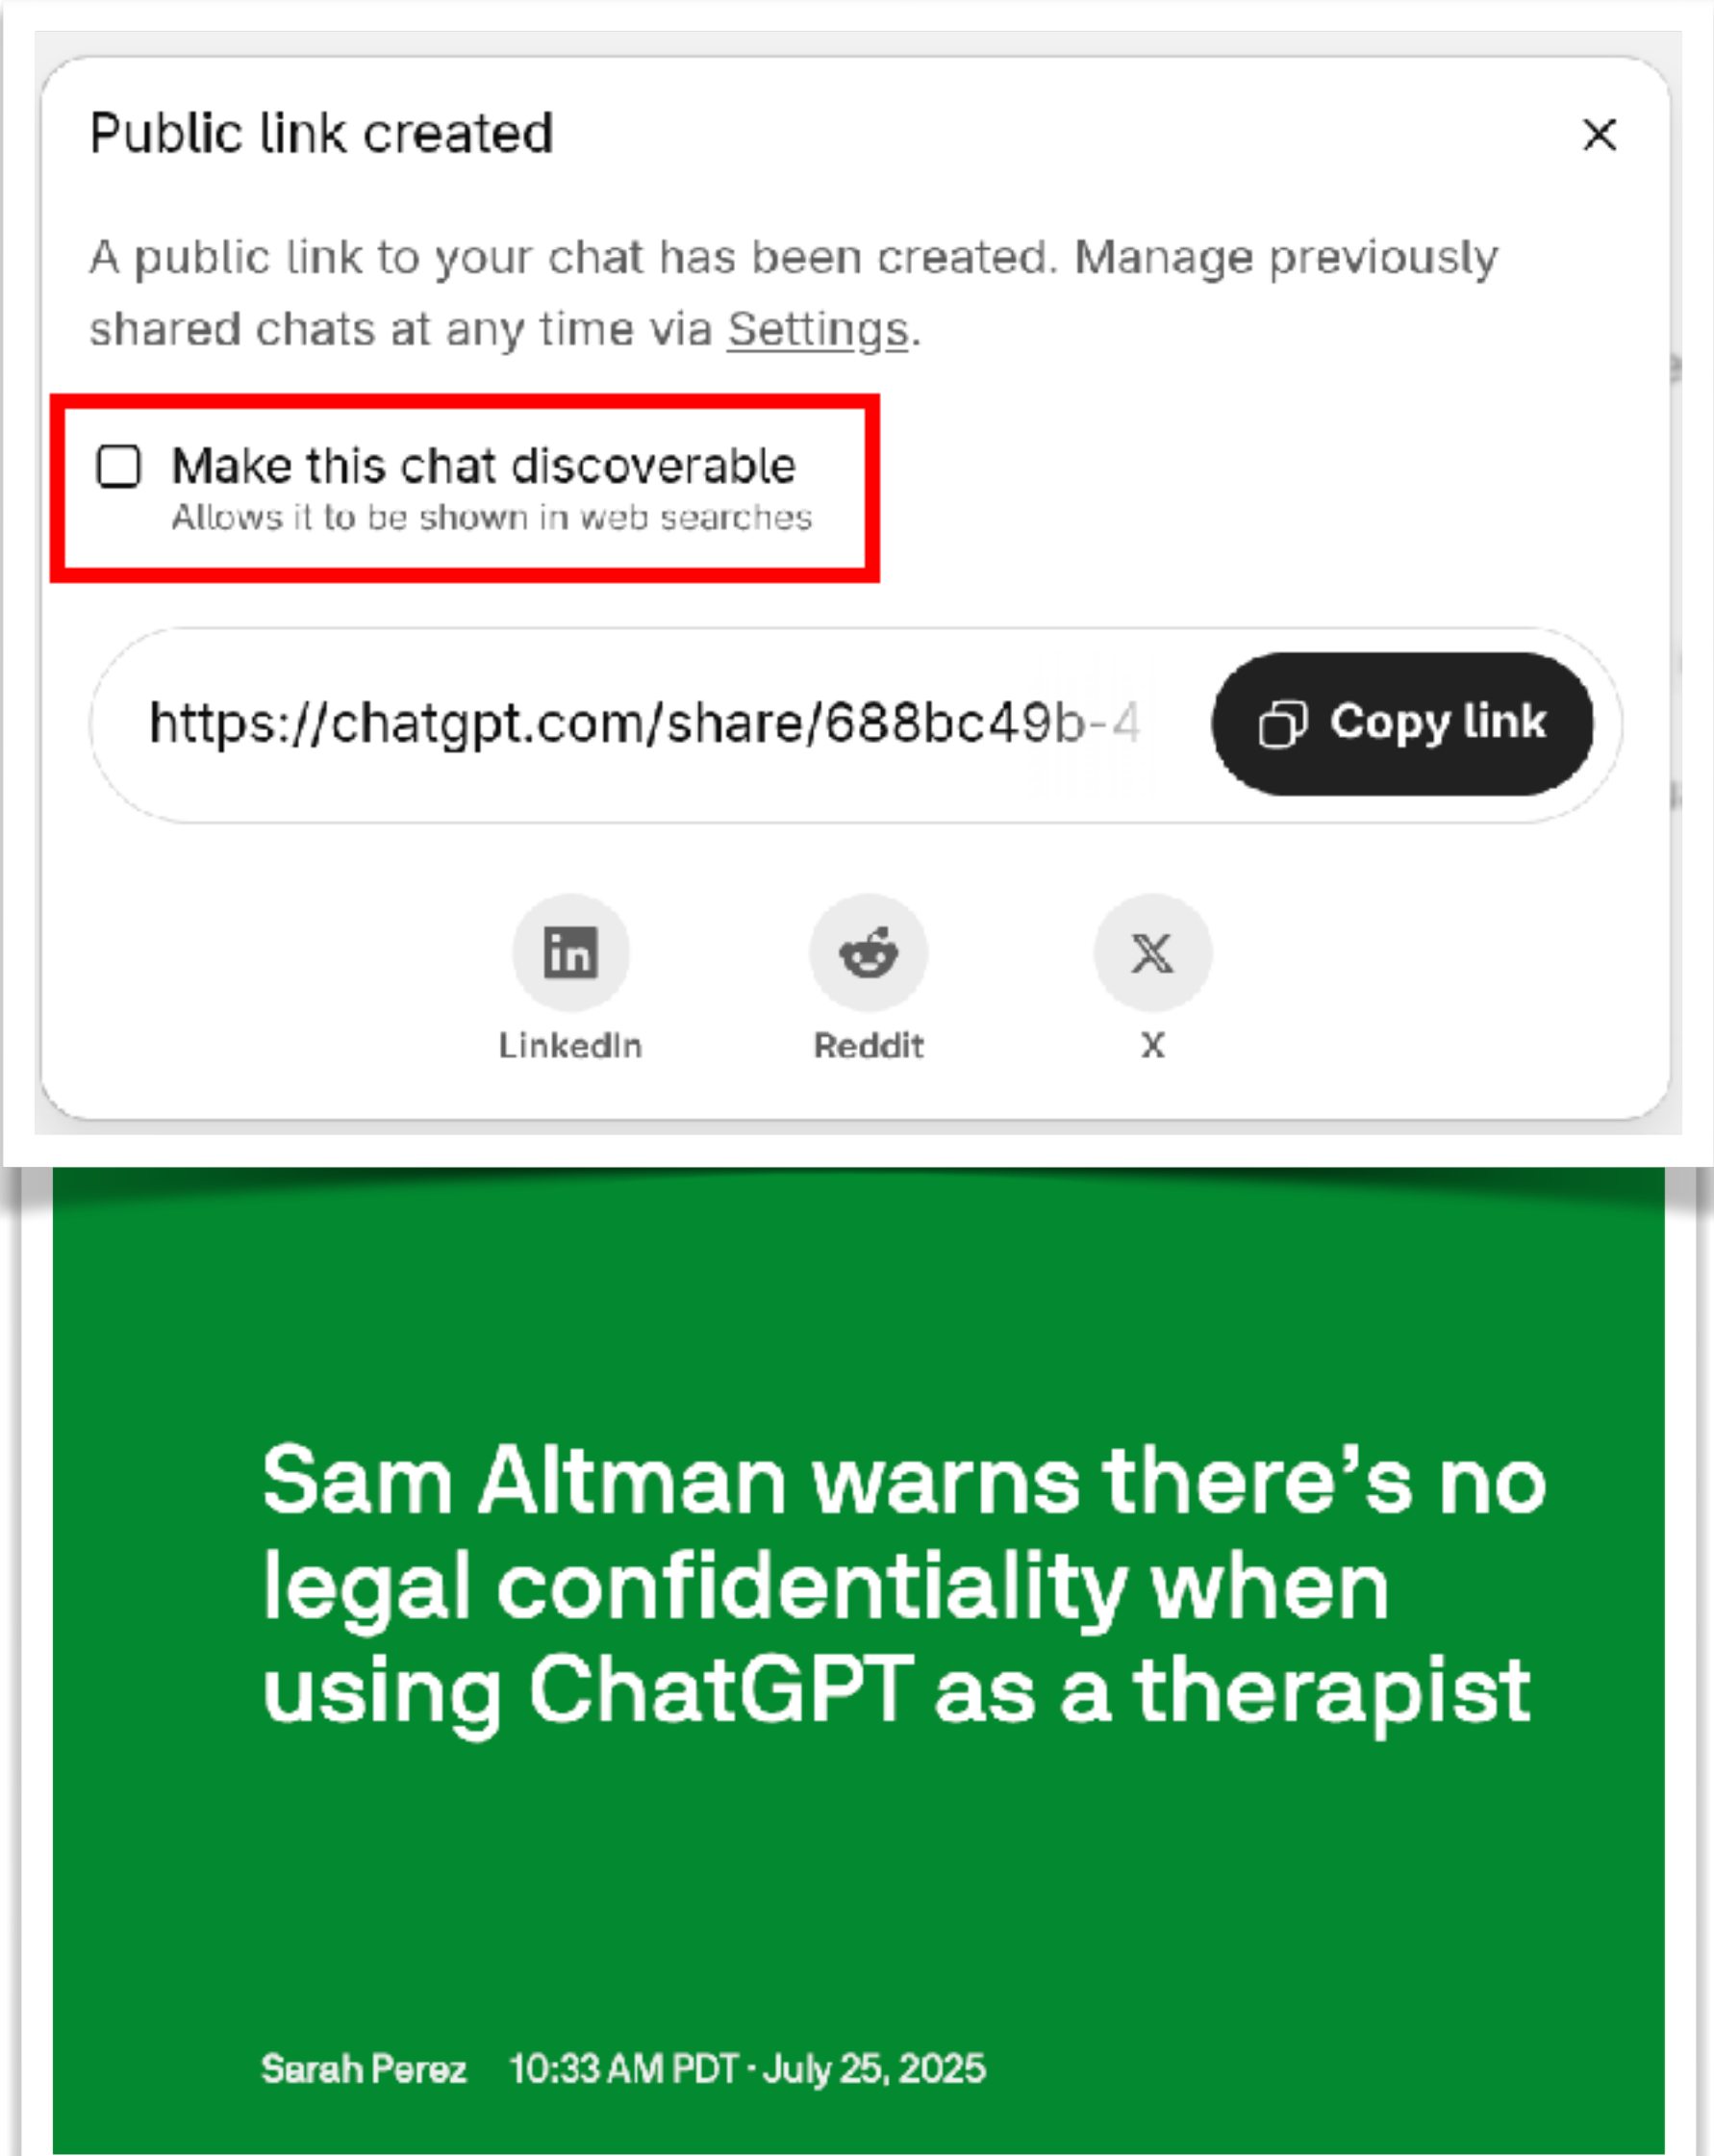 Public link created
A public link to your chat has been created. Manage previously
shared chats at any time via Settings.
Make this chat discoverable
Allows it to be shown in web searches
https://chatgpt.com/share/688bc49b-4
Copy link
LinkedIn Reddit X
Sam Altman warns there’s no
legal confidentiality when
using ChatGPT as a therapist
Sarah Perez 10:33 AM PDT · July 25, 2025